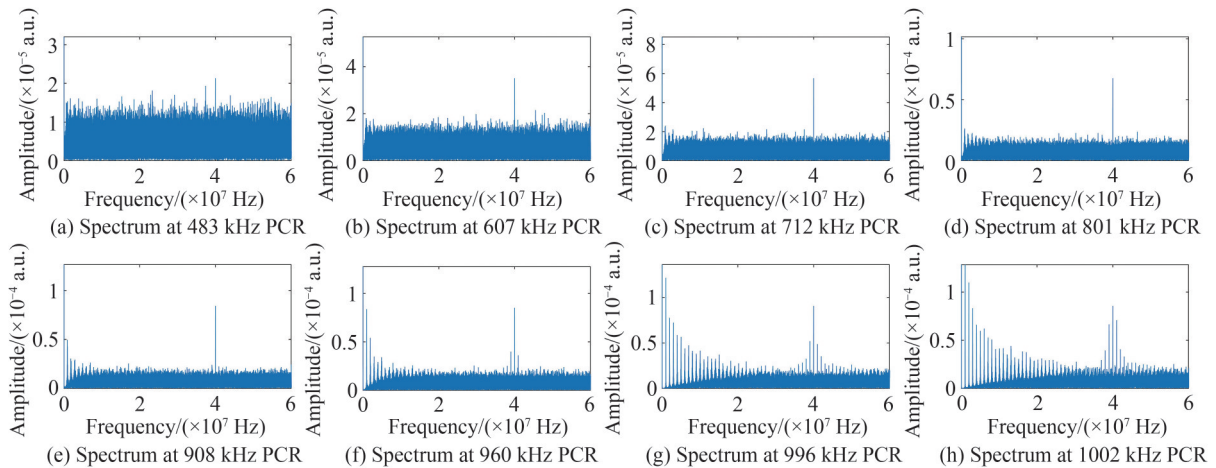 Amplitude/(×10⁻⁵ a.u.)
3
2
1
0
0 2 4 6
Frequency/(×10⁷ Hz)
(a) Spectrum at 483 kHz PCR
Amplitude/(×10⁻⁵ a.u.)
4
2
0
0 2 4 6
Frequency/(×10⁷ Hz)
(b) Spectrum at 607 kHz PCR
Amplitude/(×10⁻⁵ a.u.)
8
6
4
2
0
0 2 4 6
Frequency/(×10⁷ Hz)
(c) Spectrum at 712 kHz PCR
Amplitude/(×10⁻⁴ a.u.)
1
0.5
0
0 2 4 6
Frequency/(×10⁷ Hz)
(d) Spectrum at 801 kHz PCR
Amplitude/(×10⁻⁴ a.u.)
1
0.5
0
0 2 4 6
Frequency/(×10⁷ Hz)
(e) Spectrum at 908 kHz PCR
Amplitude/(×10⁻⁴ a.u.)
1
0.5
0
0 2 4 6
Frequency/(×10⁷ Hz)
(f) Spectrum at 960 kHz PCR
Amplitude/(×10⁻⁴ a.u.)
1
0.5
0
0 2 4 6
Frequency/(×10⁷ Hz)
(g) Spectrum at 996 kHz PCR
Amplitude/(×10⁻⁴ a.u.)
1
0.5
0
0 2 4 6
Frequency/(×10⁷ Hz)
(h) Spectrum at 1002 kHz PCR